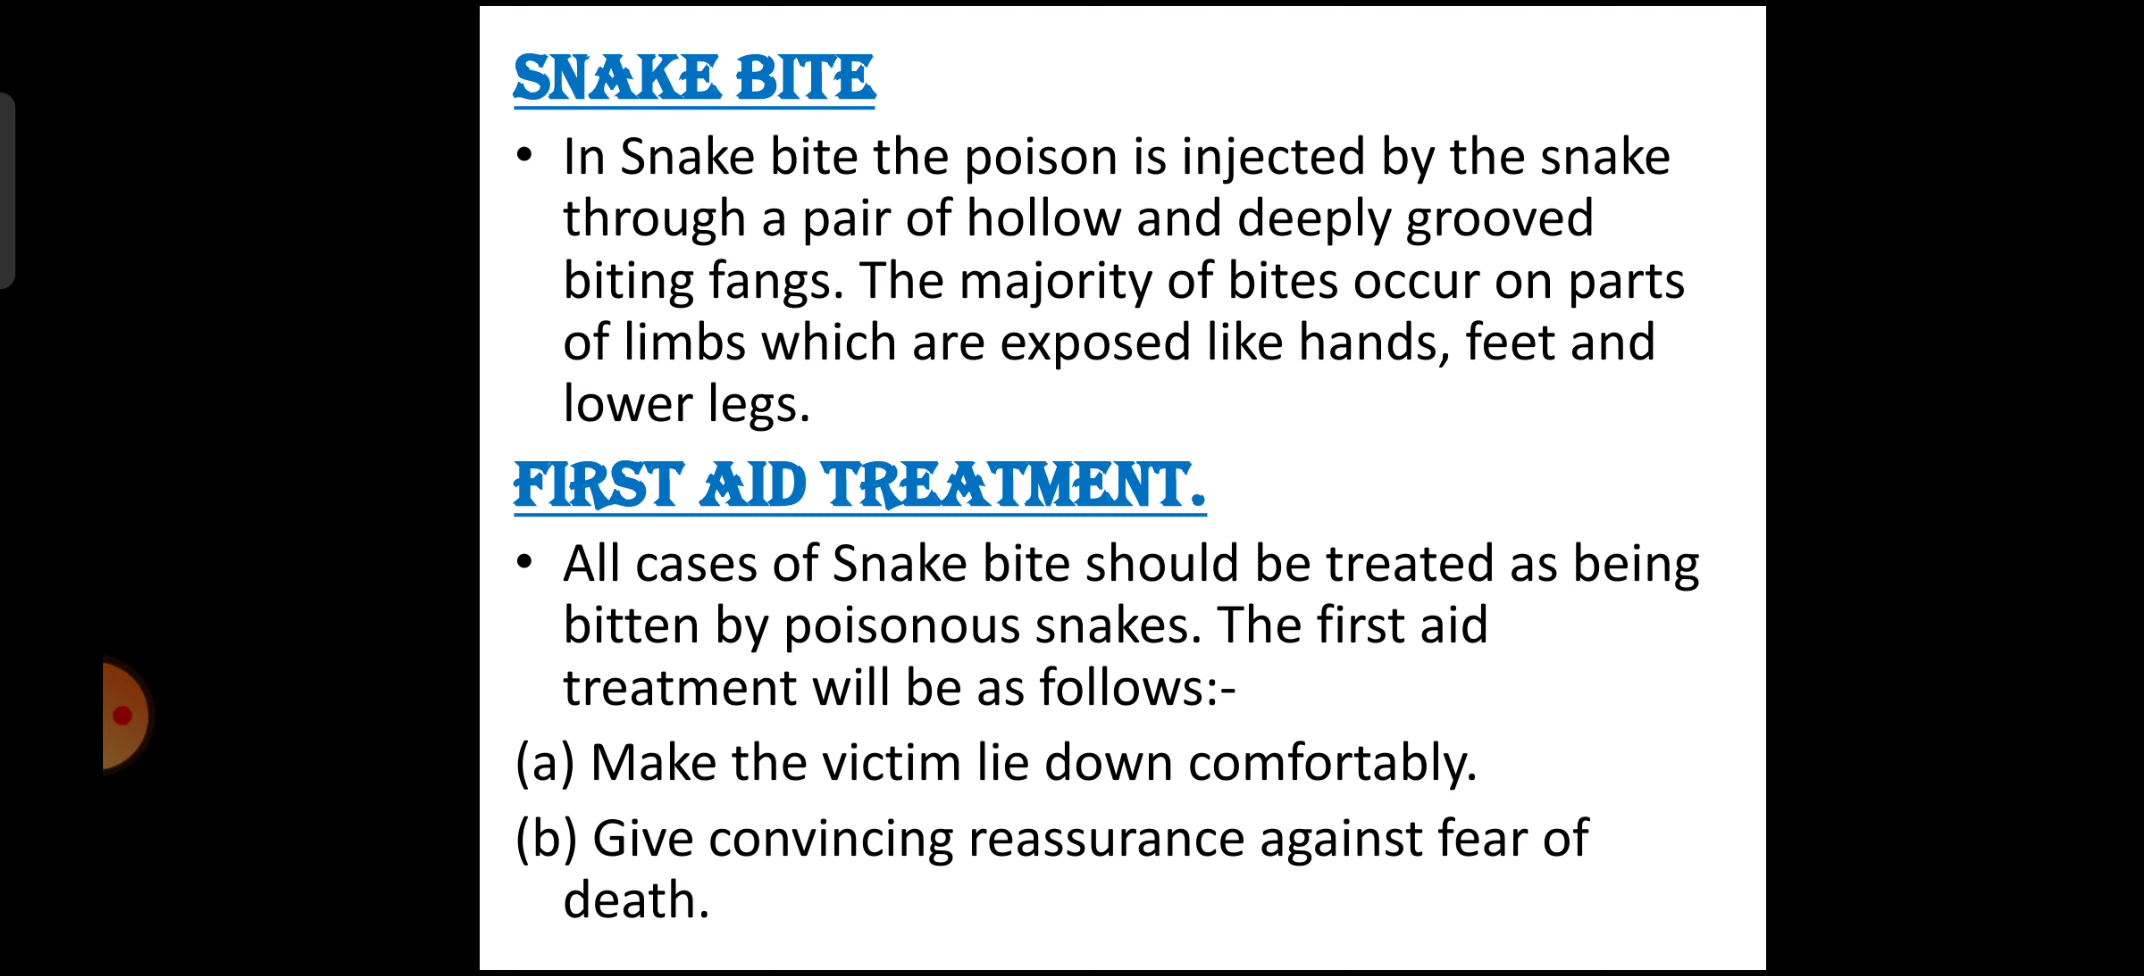 SNAKE BITE
• In Snake bite the poison is injected by the snake
through a pair of hollow and deeply grooved
biting fangs. The majority of bites occur on parts
of limbs which are exposed like hands, feet and
lower legs.
FIRST AID TREATMENT.
• All cases of Snake bite should be treated as being
bitten by poisonous snakes. The first aid
treatment will be as follows:-
(a) Make the victim lie down comfortably.
(b) Give convincing reassurance against fear of
death.